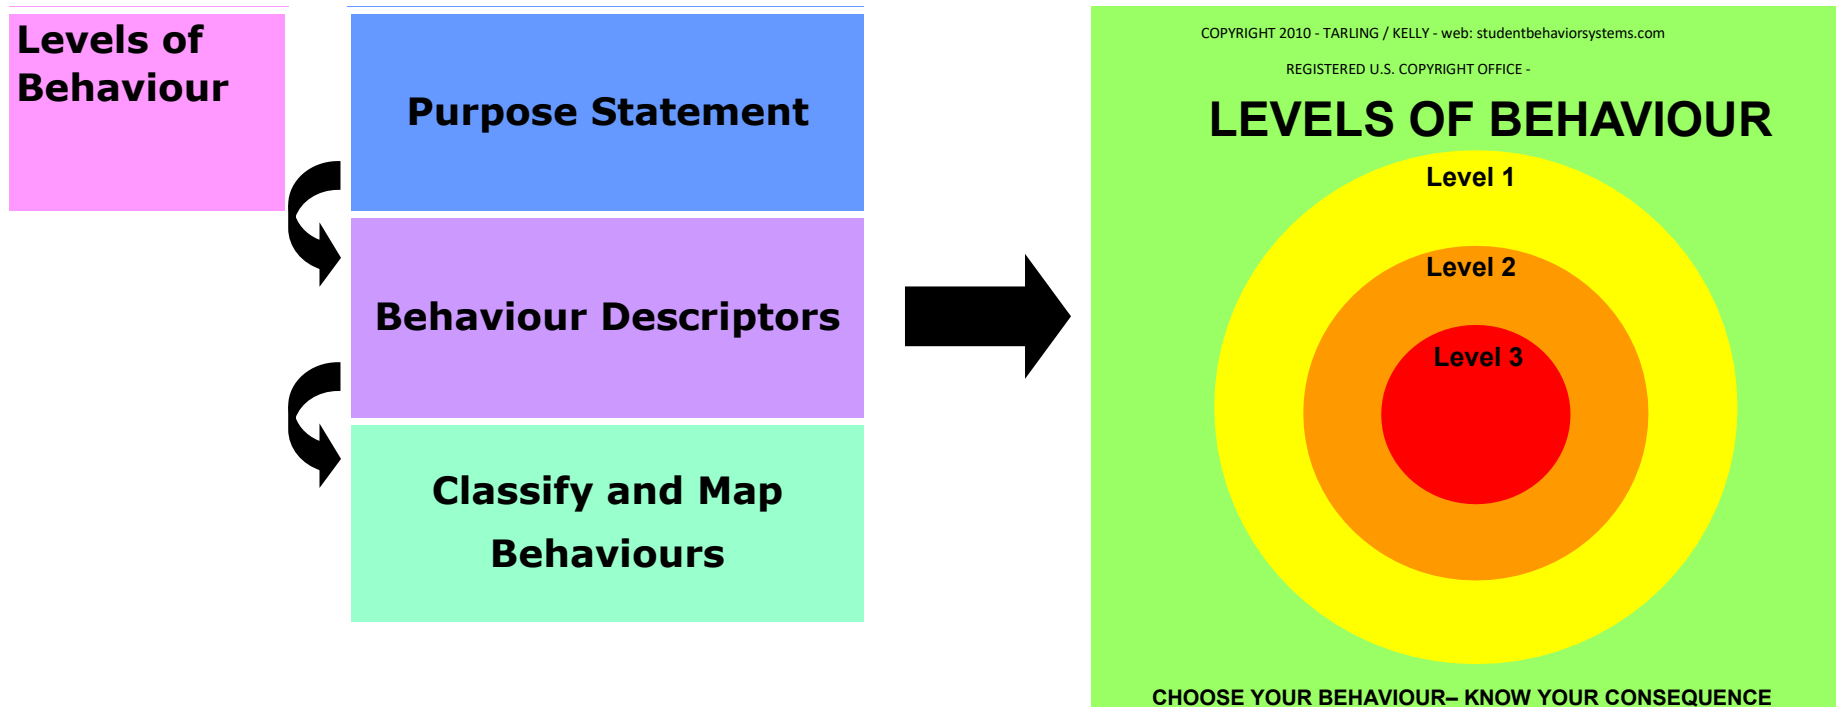 Levels of
Behaviour
Purpose Statement
Behaviour Descriptors
Classify and Map
Behaviours
COPYRIGHT 2010 - TARLING / KELLY - web: studentbehaviorsystems.com
REGISTERED U.S. COPYRIGHT OFFICE -
LEVELS OF BEHAVIOUR
Level 1
Level 2
Level 3
CHOOSE YOUR BEHAVIOUR– KNOW YOUR CONSEQUENCE